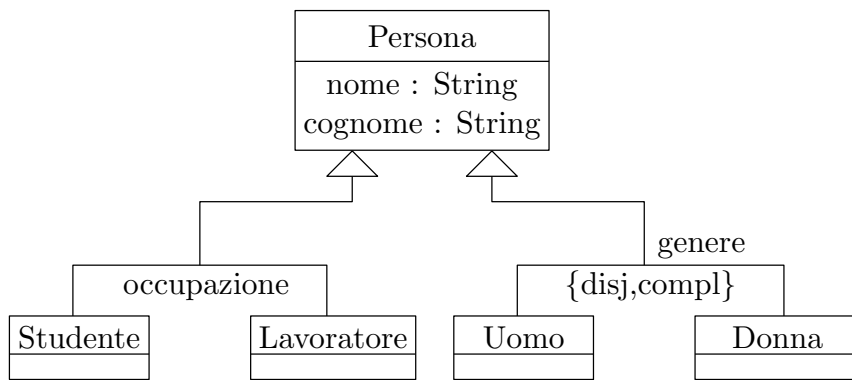 Persona
nome : String
cognome : String
genere
occupazione
{disj,compl}
Studente
Lavoratore
Uomo
Donna